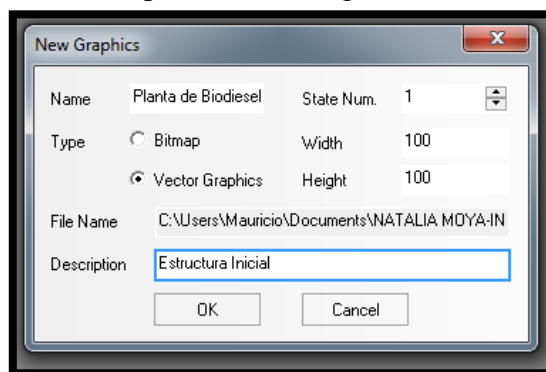 New Graphics
Name Planta de Biodiesel State Num. 1
Type Bitmap Width 100
Vector Graphics Height 100
File Name C:\Users\Mauricio\Documents\NATALIA MOYA-IN
Description Estructura Inicial
OK Cancel